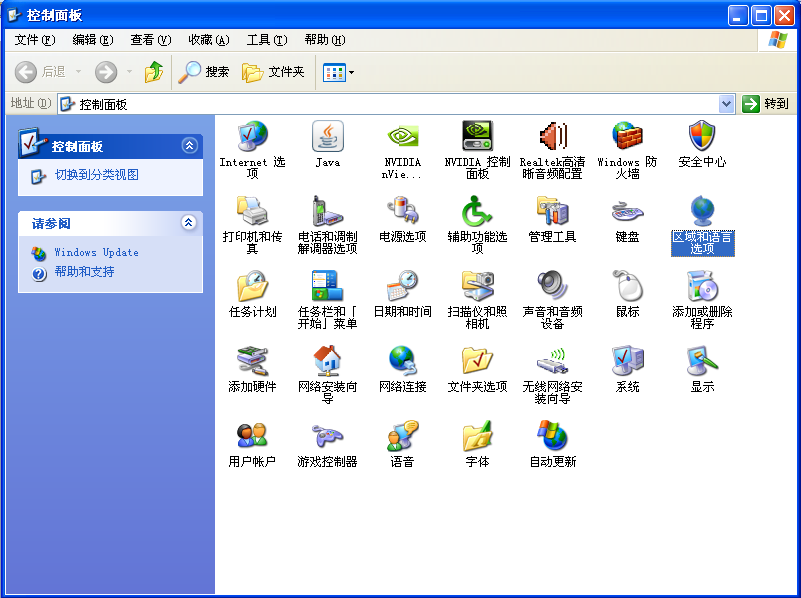 控制面板
文件(F) 编辑(E) 查看(V) 收藏(A) 工具(T) 帮助(H)
后退 搜索 文件夹
地址(D) 控制面板 转到
控制面板
切换到分类视图
请参阅
Windows Update
帮助和支持
Internet 选
项
Java
NVIDIA
nVie...
NVIDIA 控制
面板
Realtek高清
晰音频配置
Windows 防
火墙
安全中心
打印机和传
真
电话和调制
解调器选项
电源选项
辅助功能选
项
管理工具
键盘
区域和语言
选项
任务计划
任务栏和「
开始」菜单
日期和时间
扫描仪和照
相机
声音和音频
设备
鼠标
添加或删除
程序
添加硬件
网络安装向
导
网络连接
文件夹选项
无线网络安
装向导
系统
显示
用户帐户
游戏控制器
语音
字体
自动更新